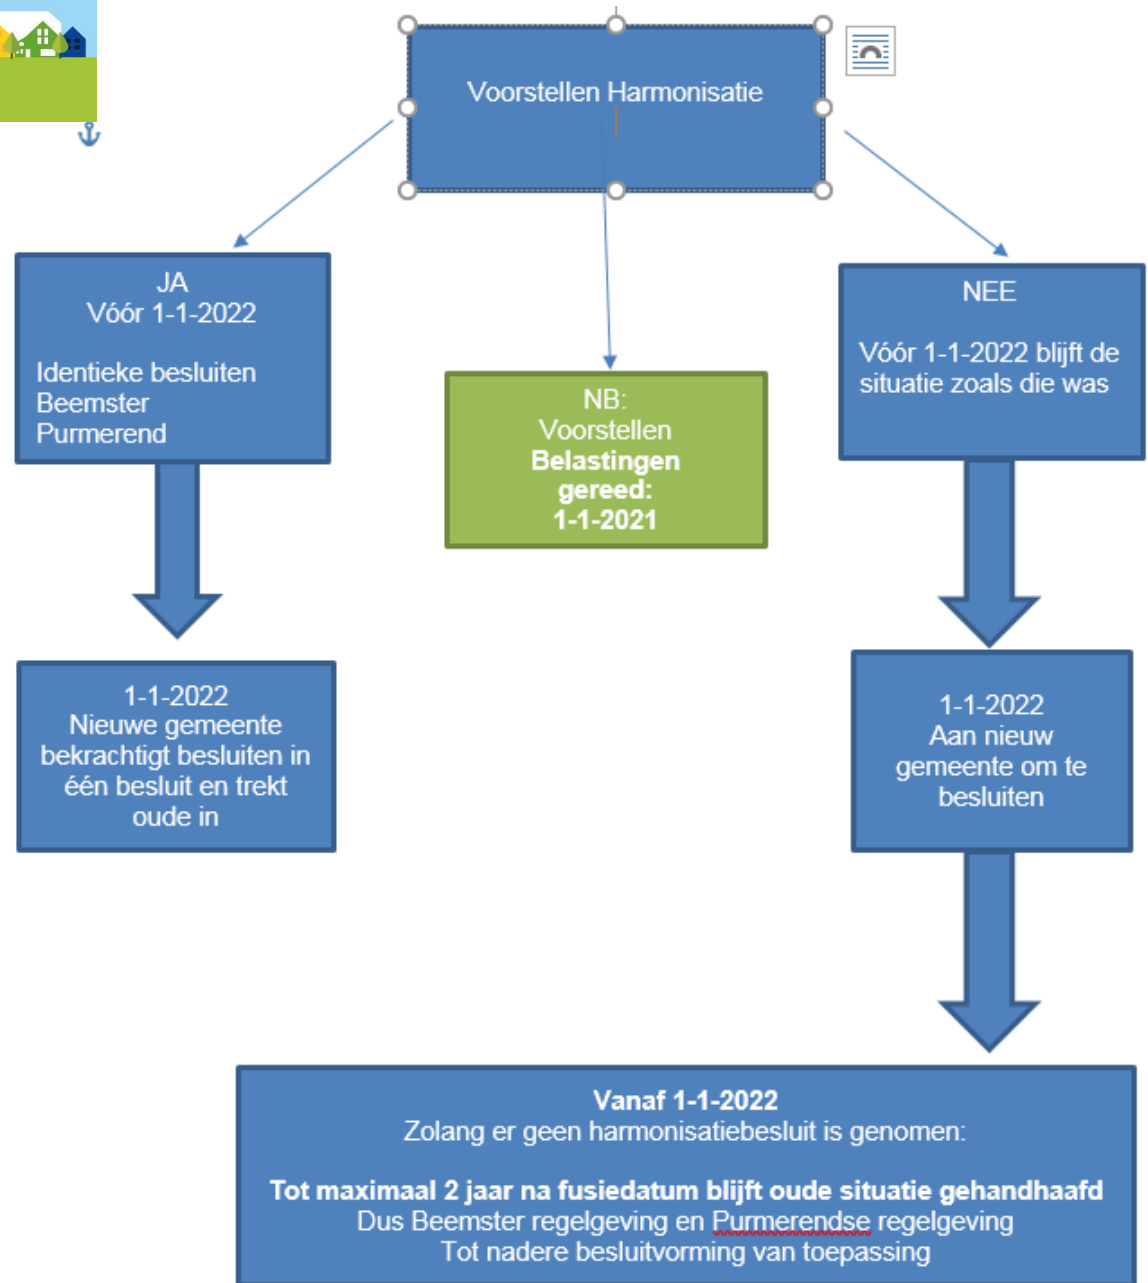 Voorstellen Harmonisatie
JA
Vóór 1-1-2022
Identieke besluiten
Beemster
Purmerend
NB:
Voorstellen
Belastingen
gereed:
1-1-2021
NEE
Vóór 1-1-2022 blijft de
situatie zoals die was
1-1-2022
Nieuwe gemeente
bekrachtigt besluiten in
één besluit en trekt
oude in
1-1-2022
Aan nieuw
gemeente om te
besluiten
Vanaf 1-1-2022
Zolang er geen harmonisatiebesluit is genomen:
Tot maximaal 2 jaar na fusiedatum blijft oude situatie gehandhaafd
Dus Beemster regelgeving en Purmerendse regelgeving
Tot nadere besluitvorming van toepassing